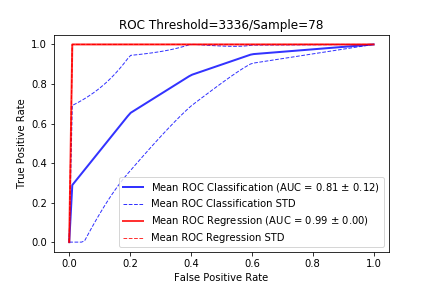 ROC Threshold=3336/Sample=78
1.0
0.8
0.6
0.4
0.2
0.0
True Positive Rate
Mean ROC Classification (AUC = 0.81 ± 0.12)
Mean ROC Classification STD
Mean ROC Regression (AUC = 0.99 ± 0.00)
Mean ROC Regression STD
0.0 0.2 0.4 0.6 0.8 1.0
False Positive Rate